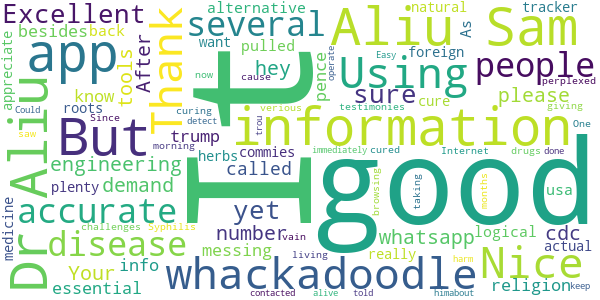 Excellent
several
alternative
natural
tracker
besides
back
Aliu
Sam
want
As
app
After
tools
Thank
hey
pulled
foreign
people
pence
Easy
operate
perplexed
appreciate
know
roots
Using
sure
please
cure
now
cause
trump
t
curing
detect
verious
testimonies
Internet
drugs
done
Could
saw
Since
morning
trou
giving
One
But
herbs
commies
information
immediately
cured
Dr
Aliu
engineering
called
I
good
plenty
demand
yet
browsing
taking
months
living
usa
accurate
challenges
Syphilis
number
whatsapp
logical
cdc
medicine
disease
messing
vain
really
actual
Your
info
essential
whackadoodle
religion
Nice
contacted
alive
told
himabout
harm
keep